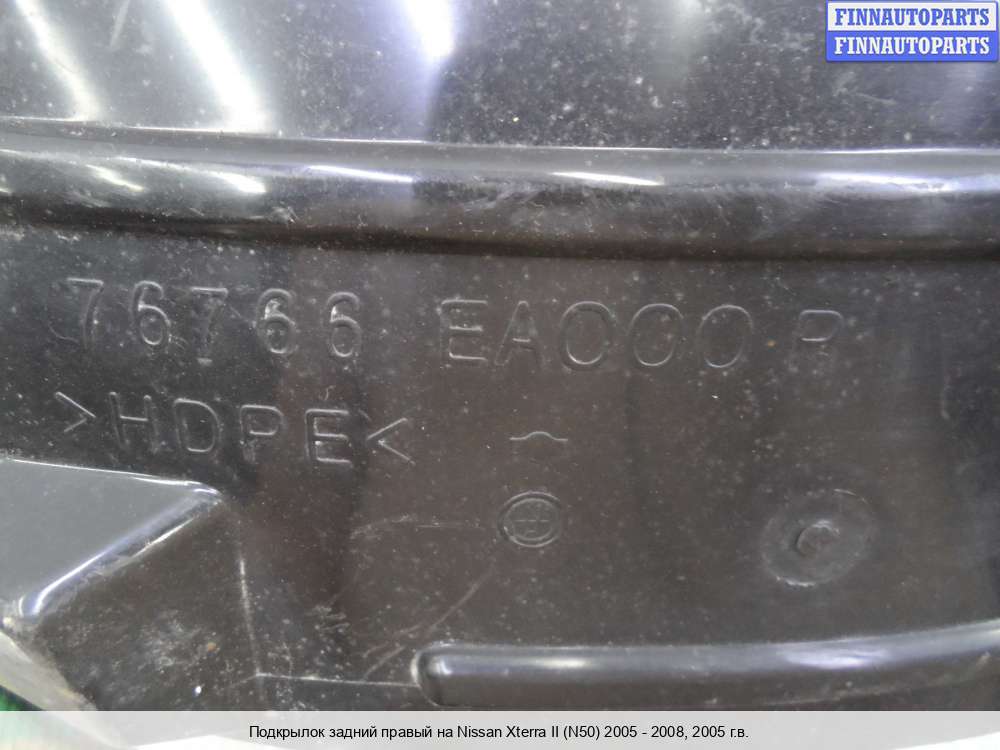 FINNAUTOPARTS
FINNAUTOPARTS
76766 EA000 R
>HDPE<
Подкрылок задний правый на Nissan Xterra II (N50) 2005 - 2008, 2005 г.в.